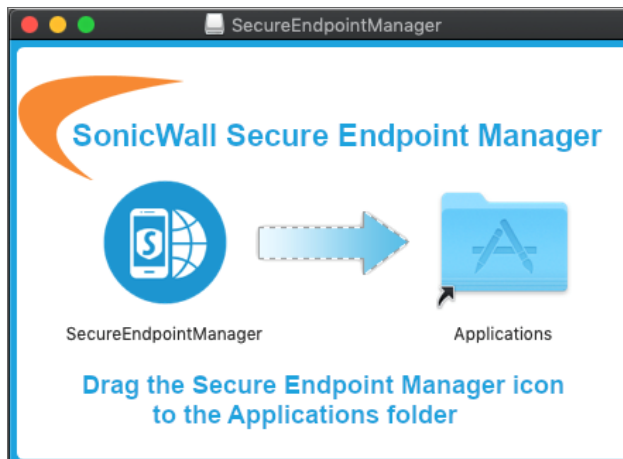 SecureEndpointManager
SonicWall Secure Endpoint Manager
S
SecureEndpointManager
Applications
Drag the Secure Endpoint Manager icon
to the Applications folder